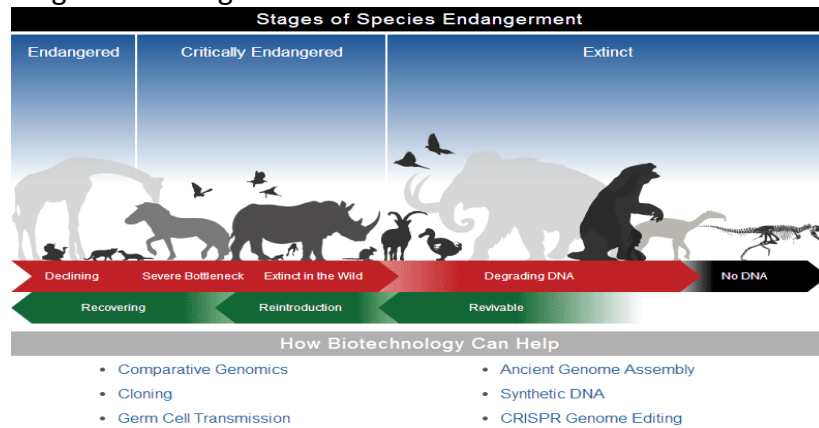 Stages of Species Endangerment
Endangered
Critically Endangered
Extinct
Declining
Severe Bottleneck
Extinct in the Wild
Degrading DNA
No DNA
Recovering
Reintroduction
Revivable
How Biotechnology Can Help
• Comparative Genomics
• Cloning
• Germ Cell Transmission
• Ancient Genome Assembly
• Synthetic DNA
• CRISPR Genome Editing